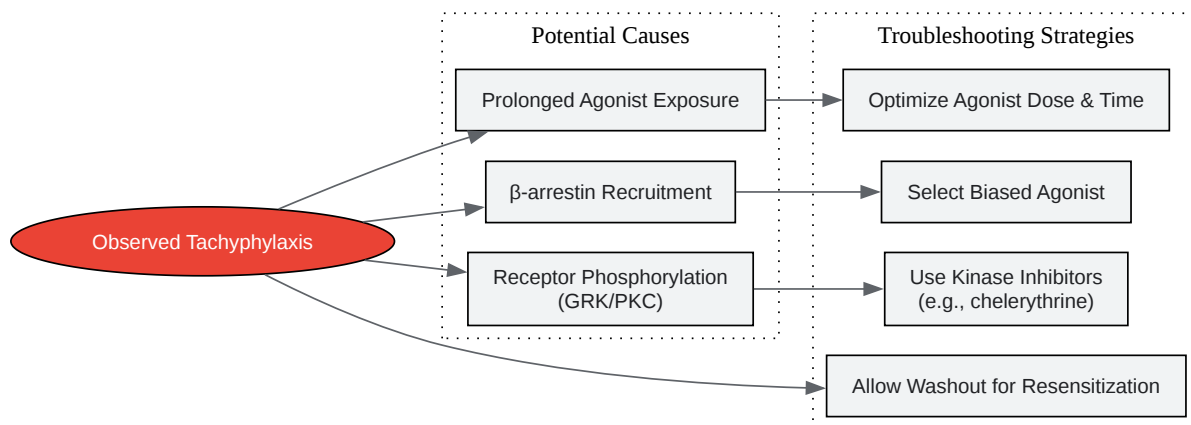 Potential Causes
Troubleshooting Strategies
Prolonged Agonist Exposure
Optimize Agonist Dose & Time
β-arrestin Recruitment
Select Biased Agonist
Observed Tachyphylaxis
Receptor Phosphorylation
(GRK/PKC)
Use Kinase Inhibitors
(e.g., chelerythrine)
Allow Washout for Resensitization